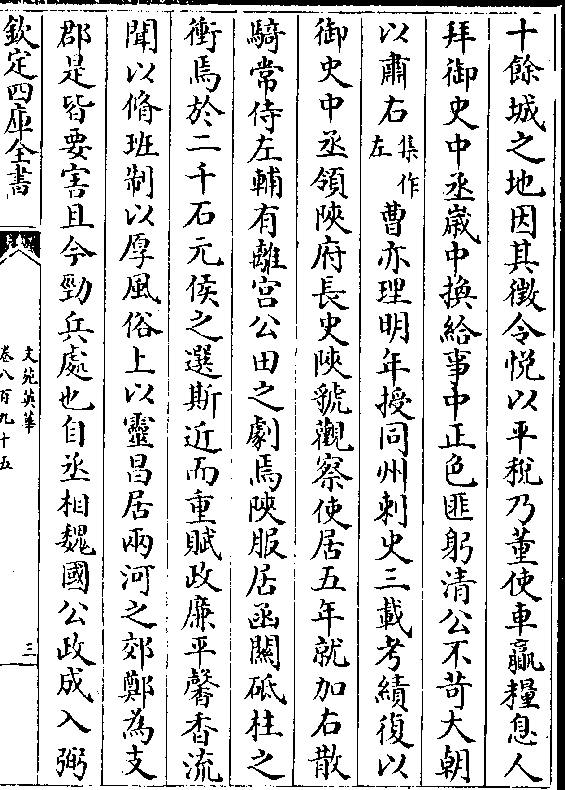 十餘城之地因其徵令悅以平稅乃董使車贏糧息人
拜御史中丞嵗中換給事中正色匪躬清公不苛大朝
以肅右集作左曹亦理明年授同州刺史三載考績復以
御史中丞領陜府長史陜虢觀察使居五年就加右散
騎常侍左輔有離宫公田之劇焉陜服居函關砥柱之
衝焉於二千石元侯之選斯近而重賦政廉平馨香流
聞以脩班制以厚風俗上以靈昌居兩河之郊鄭為支
郡是皆要害且今勁兵處也自丞相魏國公政成入弼
欽定四庫全書
文苑英華
卷八百九十五
三